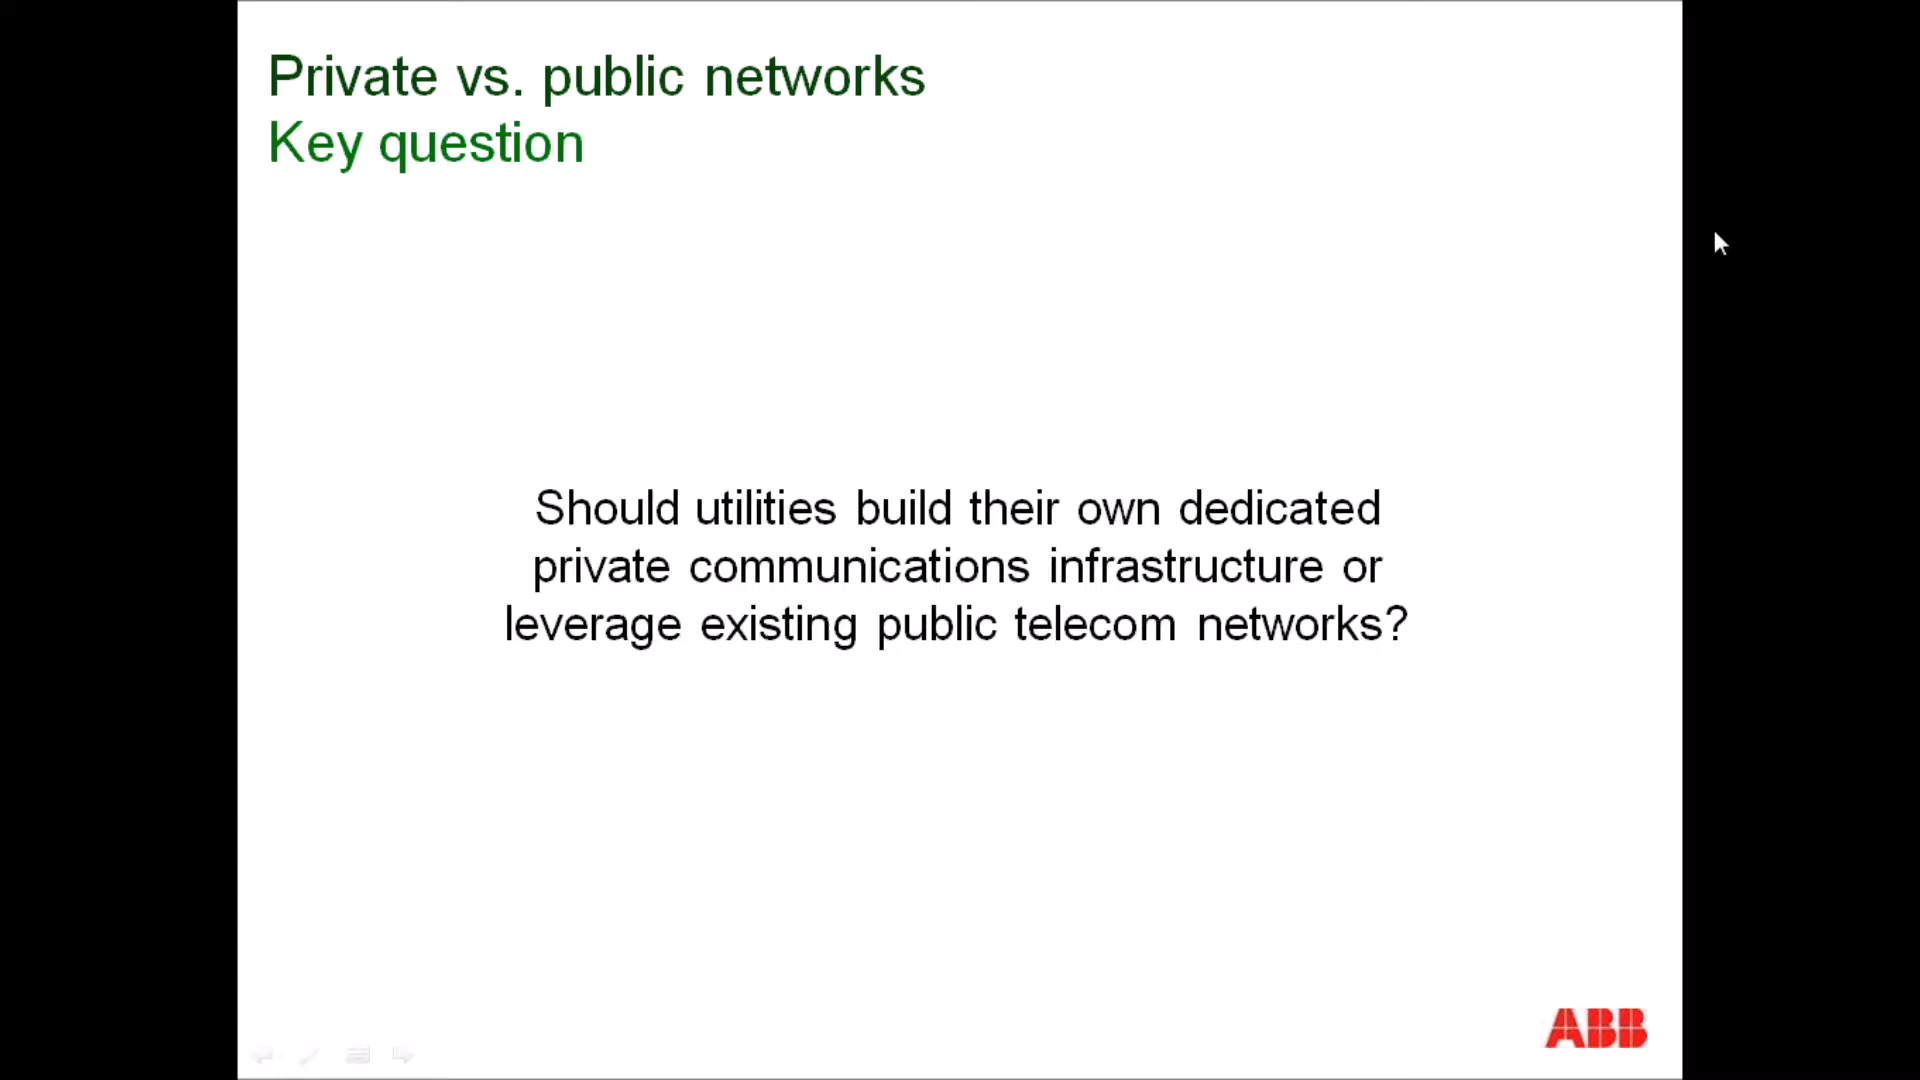 Private vs. public networks
Key question
Should utilities build their own dedicated
private communications infrastructure or
leverage existing public telecom networks?
ABB